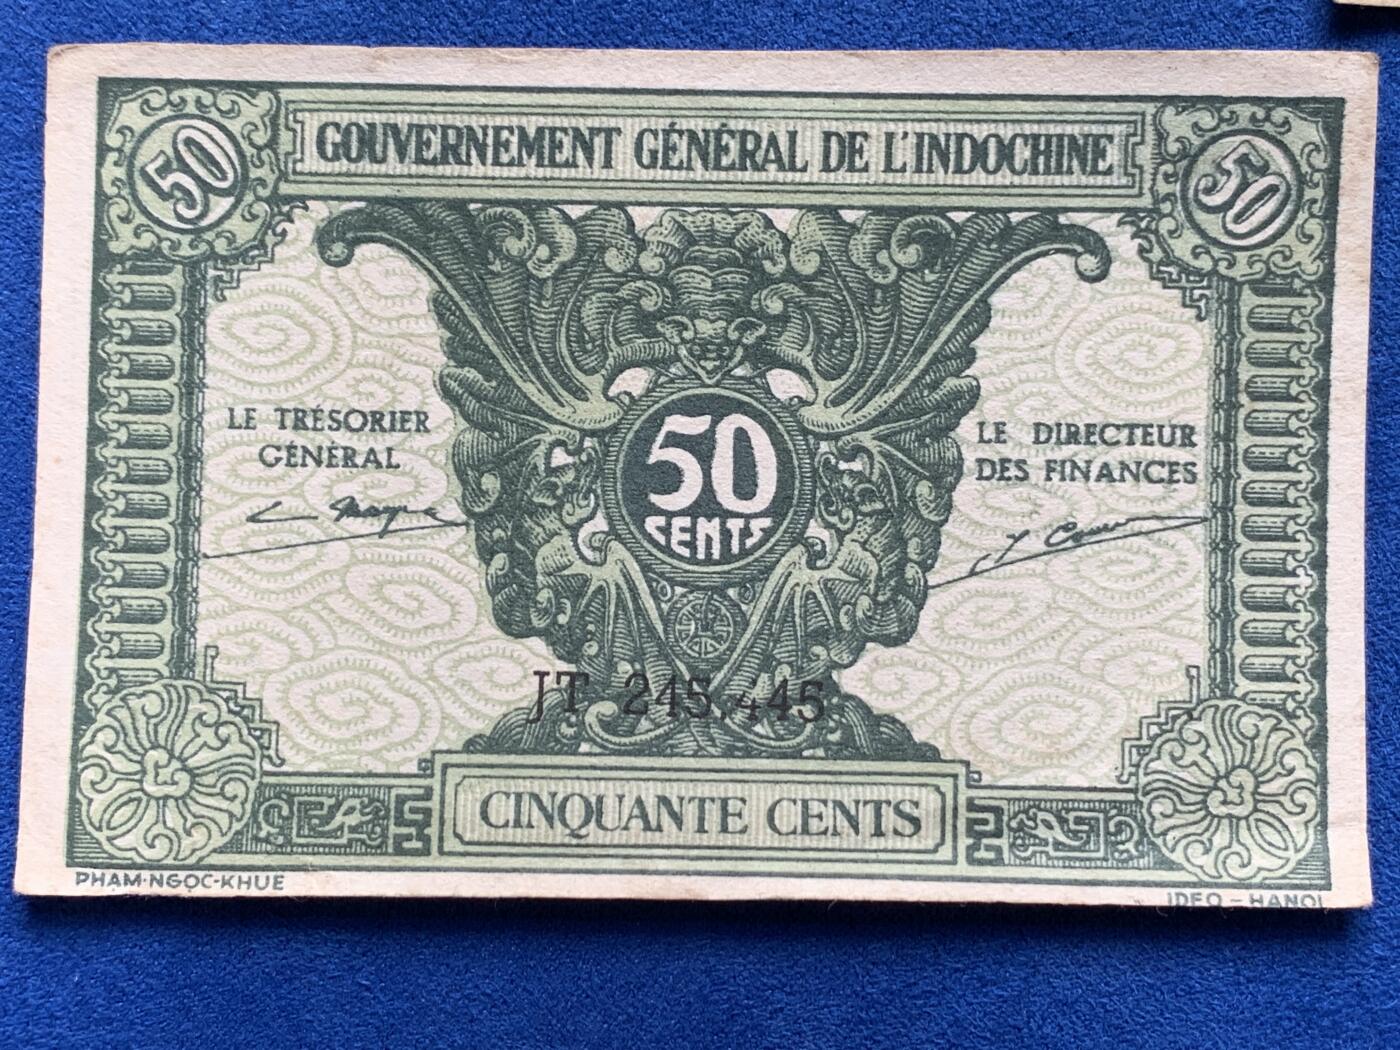 50 GOUVERNEMENT GÉNÉRAL DE L'INDOCHINE 50
LE TRÉSORIER
GÉNÉRAL
50
CENTS
LE DIRECTEUR
DES FINANCES
JT 245,445
CINQUANTE CENTS
PHAM-NGỌC-KHUE
IDEO - HANOI